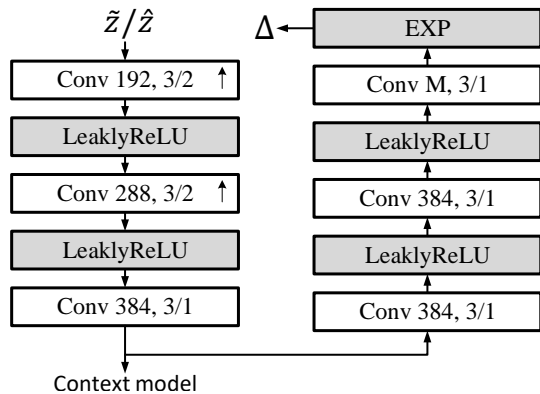 z̃/ẑ
Conv 192, 3/2 ↑
LeaklyReLU
Conv 288, 3/2 ↑
LeaklyReLU
Conv 384, 3/1
Context model
Δ
EXP
Conv M, 3/1
LeaklyReLU
Conv 384, 3/1
LeaklyReLU
Conv 384, 3/1